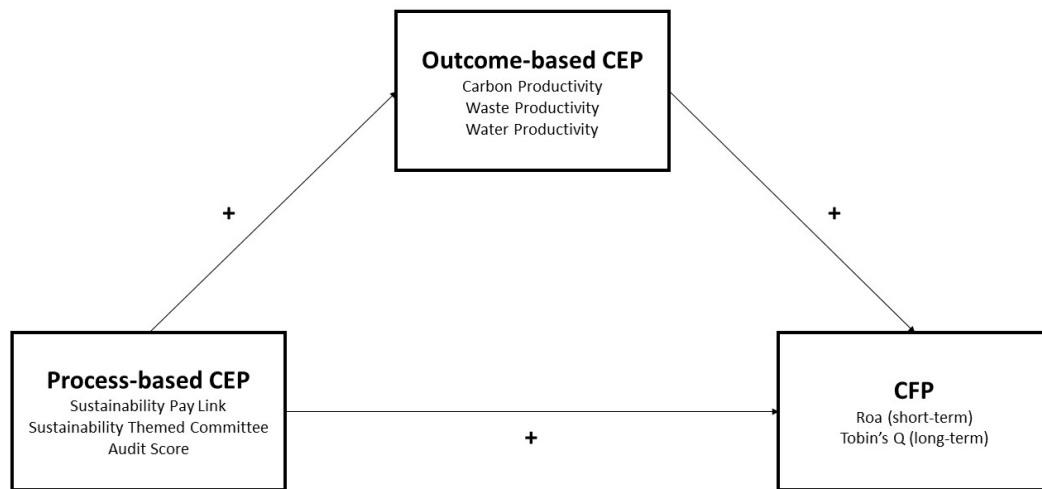 Outcome-based CEP
Carbon Productivity
Waste Productivity
Water Productivity
+
+
Process-based CEP
Sustainability Pay Link
Sustainability Themed Committee
Audit Score
+
CFP
Roa (short-term)
Tobin's Q (long-term)